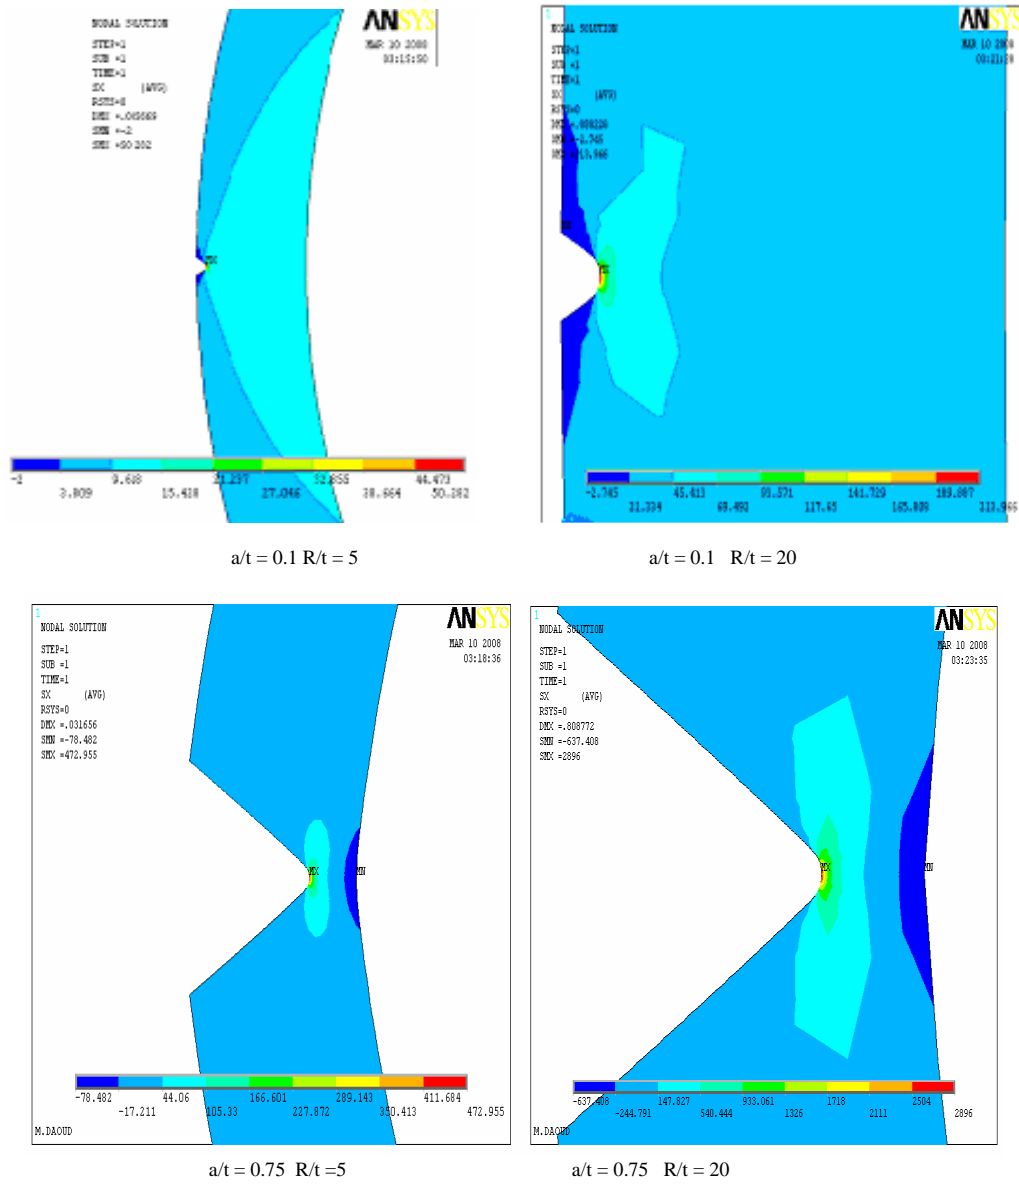 ANSYS
NODAL SOLUTION
MAR 10 2008
03:15:50
STEP=1
SUB =1
TIME=1
SX (AVG)
RSYS=0
SMN =-2
SMX =50.282
MX
-2
9.618
21.237
32.855
44.473
3.809
15.428
27.046
38.664
50.282
a/t = 0.1 R/t = 5
1
ANSYS
NODAL SOLUTION
MAR 10 2008
STEP=1
SUB =1
TIME=1
SX (AVG)
RSYS=0
-2.745
45.413
93.571
141.729
189.887
21.334
69.492
117.65
165.808
213.966
a/t = 0.1 R/t = 20
1
ANSYS
NODAL SOLUTION
MAR 10 2008
03:18:36
STEP=1
SUB =1
TIME=1
SX (AVG)
RSYS=0
DMX =.031656
SMN =-78.482
SMX =472.955
MX
MN
-78.482
44.06
166.601
289.143
411.684
-17.211
105.33
227.872
350.413
472.955
M.DAOUD
a/t = 0.75 R/t =5
1
ANSYS
NODAL SOLUTION
MAR 10 2008
03:23:35
STEP=1
SUB =1
TIME=1
SX (AVG)
RSYS=0
DMX =.808772
SMN =-637.408
SMX =2896
MX
MN
-637.408
147.827
933.061
1718
2504
-244.791
540.444
1326
2111
2896
M.DAOUD
a/t = 0.75 R/t = 20